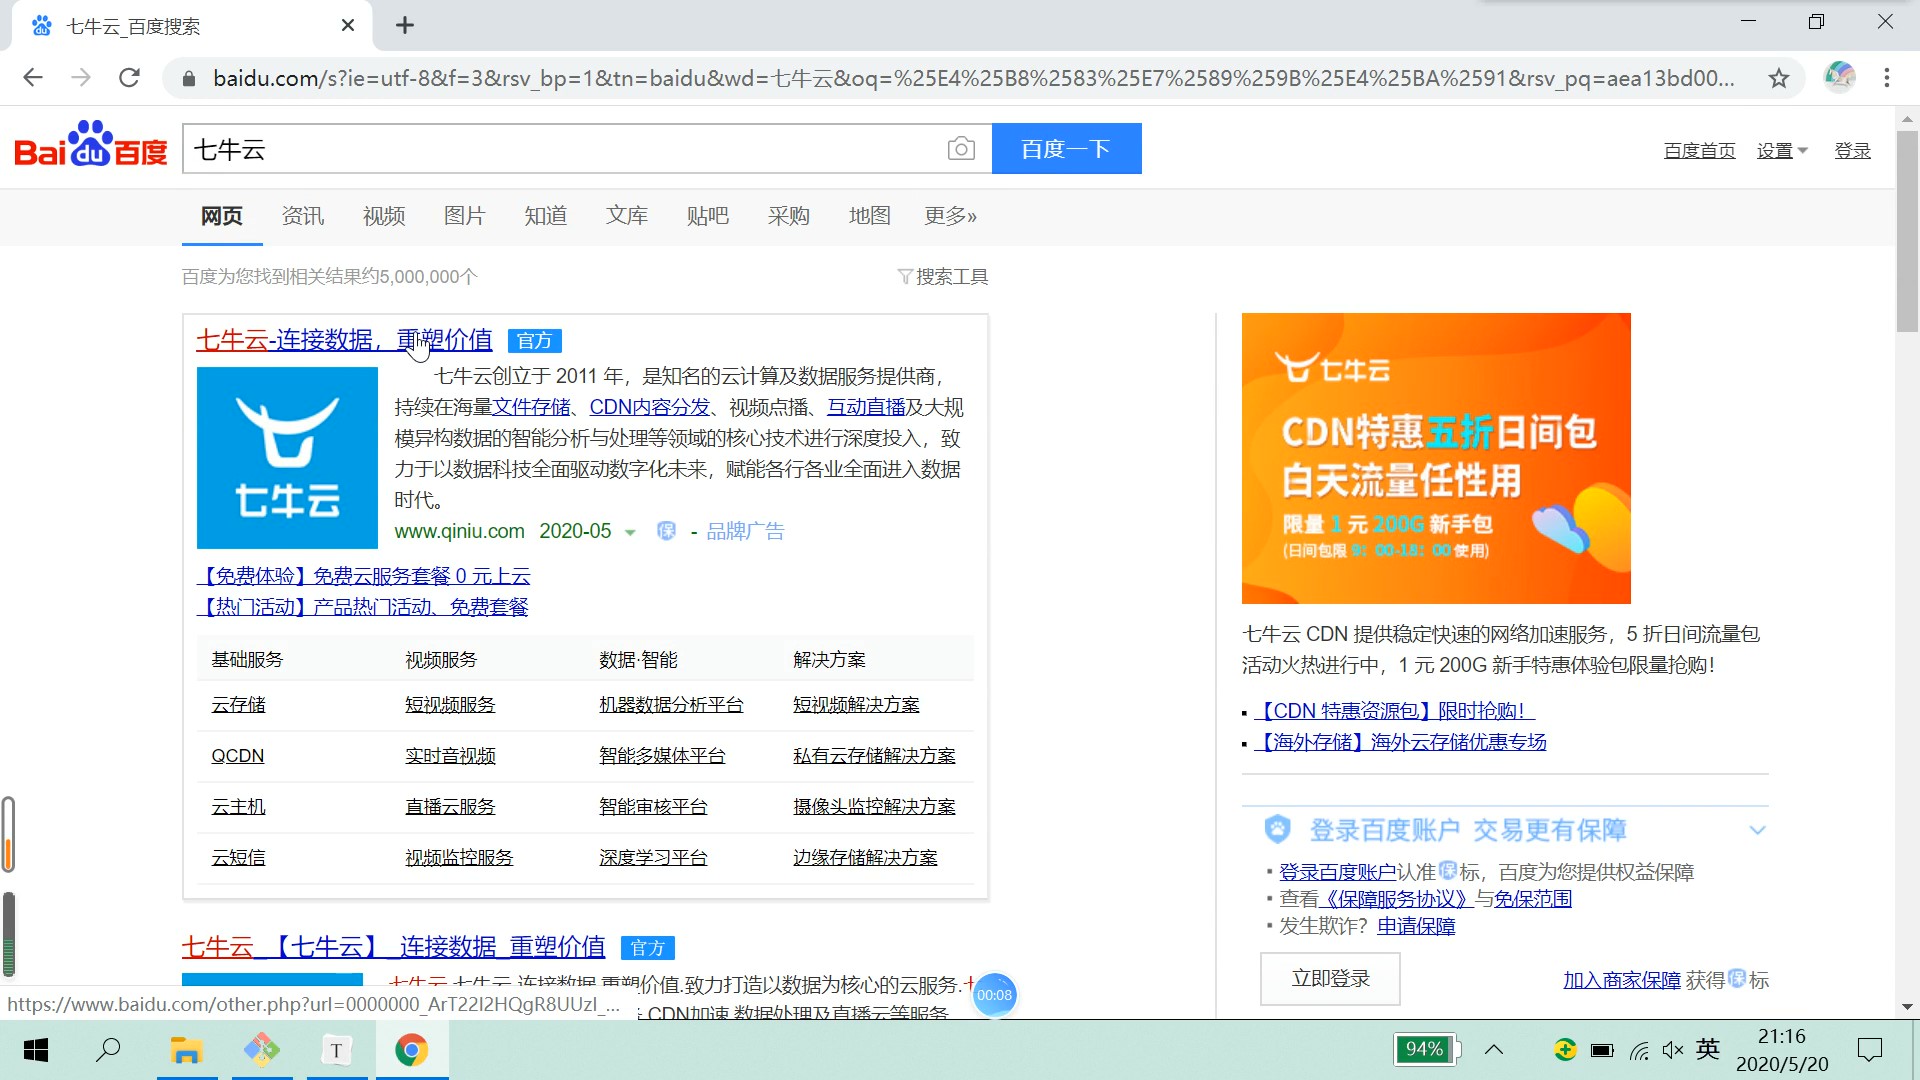 七牛云_百度搜索
baidu.com/s?ie=utf-8&f=3&rsv_bp=1&tn=baidu&wd=七牛云&oq=%25E4%25B8%2583%25E7%2589%259B%25E4%25BA%2591&rsv_pq=aea13bd00...
Bai du 百度
七牛云
百度一下
百度首页 设置 登录
网页 资讯 视频 图片 知道 文库 贴吧 采购 地图 更多»
百度为您找到相关结果约5,000,000个
搜索工具
七牛云-连接数据，重塑价值 官方
七牛云
七牛云创立于 2011 年，是知名的云计算及数据服务提供商，
持续在海量文件存储、CDN内容分发、视频点播、互动直播及大规
模异构数据的智能分析与处理等领域的核心技术进行深度投入，致
力于以数据科技全面驱动数字化未来，赋能各行各业全面进入数据
时代。
www.qiniu.com 2020-05 保 - 品牌广告
【免费体验】免费云服务套餐 0 元上云
【热门活动】产品热门活动、免费套餐
基础服务 视频服务 数据·智能 解决方案
云存储 短视频服务 机器数据分析平台 短视频解决方案
QCDN 实时音视频 智能多媒体平台 私有云存储解决方案
云主机 直播云服务 智能审核平台 摄像头监控解决方案
云短信 视频监控服务 深度学习平台 边缘存储解决方案
七牛云_【七牛云】_连接数据_重塑价值 官方
七牛云,七牛云,连接数据,重塑价值.致力打造以数据为核心的云服务.
CDN加速,数据处理及直播云等服务
七牛云
CDN特惠五折日间包
白天流量任性用
限量 1 元 200G 新手包
(日间包限 9：00-18：00 使用)
七牛云 CDN 提供稳定快速的网络加速服务，5 折日间流量包
活动火热进行中，1 元 200G 新手特惠体验包限量抢购！
【CDN 特惠资源包】限时抢购！
【海外存储】海外云存储优惠专场
登录百度账户 交易更有保障
登录百度账户认准保标，百度为您提供权益保障
查看《保障服务协议》与免保范围
发生欺诈？申请保障
立即登录
加入商家保障 获得保标
00:08
https://www.baidu.com/other.php?url=0000000_ArT22I2HQgR8UUzI_...
T
94%
英
21:16
2020/5/20